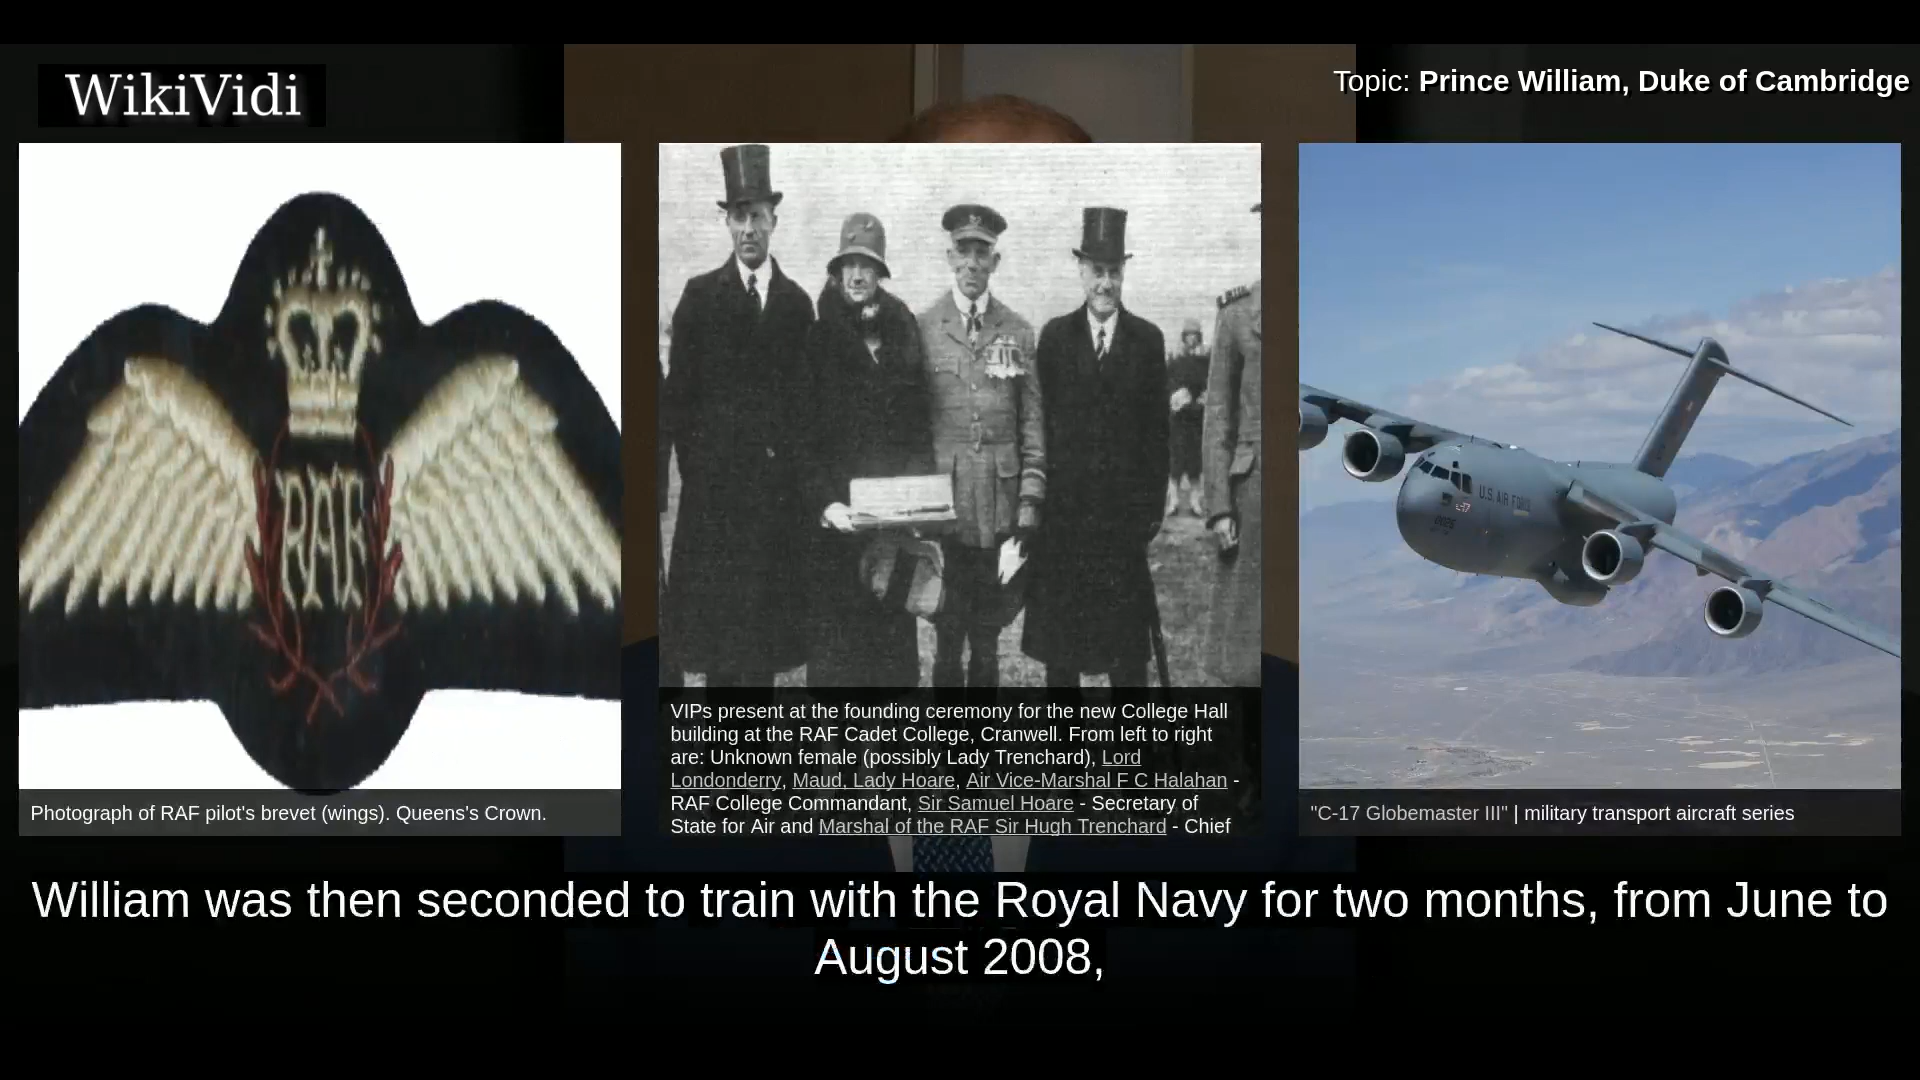 WikiVidi
Topic: Prince William, Duke of Cambridge
RAF
Photograph of RAF pilot's brevet (wings). Queens's Crown.
VIPs present at the founding ceremony for the new College Hall
building at the RAF Cadet College, Cranwell. From left to right
are: Unknown female (possibly Lady Trenchard), Lord
Londonderry, Maud, Lady Hoare, Air Vice-Marshal F C Halahan -
RAF College Commandant, Sir Samuel Hoare - Secretary of
State for Air and Marshal of the RAF Sir Hugh Trenchard - Chief
U.S. AIR FORCE
"C-17 Globemaster III" | military transport aircraft series
William was then seconded to train with the Royal Navy for two months, from June to
August 2008,